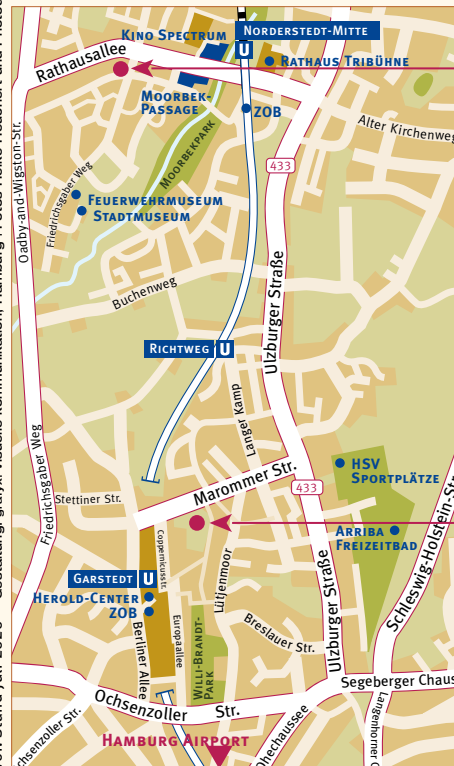 KINO SPECTRUM
NORDERSTEDT-MITTE
U
Rathausallee
RATHAUS TRIBÜHNE
MOORBEK-
PASSAGE
ZOB
Alter Kirchenweg
MOORBEKPARK
433
Oadby-and-Wigston-Str.
Friedrichsgaber Weg
FEUERWEHRMUSEUM
STADTMUSEUM
Buchenweg
Ulzburger Straße
RICHTWEG U
Langer Kamp
Friedrichsgaber Weg
HSV
SPORTPLÄTZE
Marommer Str.
433
Stettiner Str.
ARRIBA
FREIZEITBAD
Coppernicusstr.
Lütjenmoor
Schleswig-Holstein-Str
GARSTEDT U
HEROLD-CENTER
ZOB
Berliner Allee
Europaallee
WILLI-BRANDT-
PARK
Breslauer Str.
Ulzburger Straße
Segeberger Chaus
Ochsenzoller Str.
chsenzoller Str.
Langenhorner C
ohechaussee
HAMBURG AIRPORT